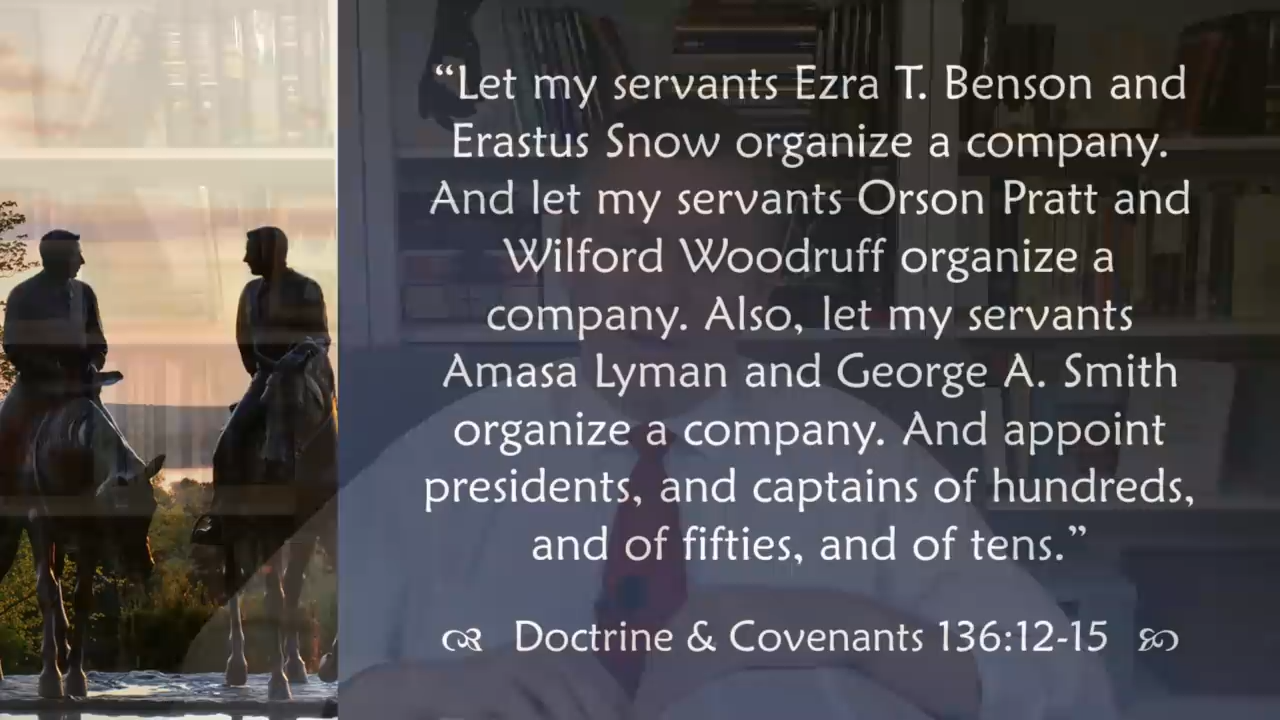 “Let my servants Ezra T. Benson and
Erastus Snow organize a company.
And let my servants Orson Pratt and
Wilford Woodruff organize a
company. Also, let my servants
Amasa Lyman and George A. Smith
organize a company. And appoint
presidents, and captains of hundreds,
and of fifties, and of tens.”
Doctrine & Covenants 136:12-15